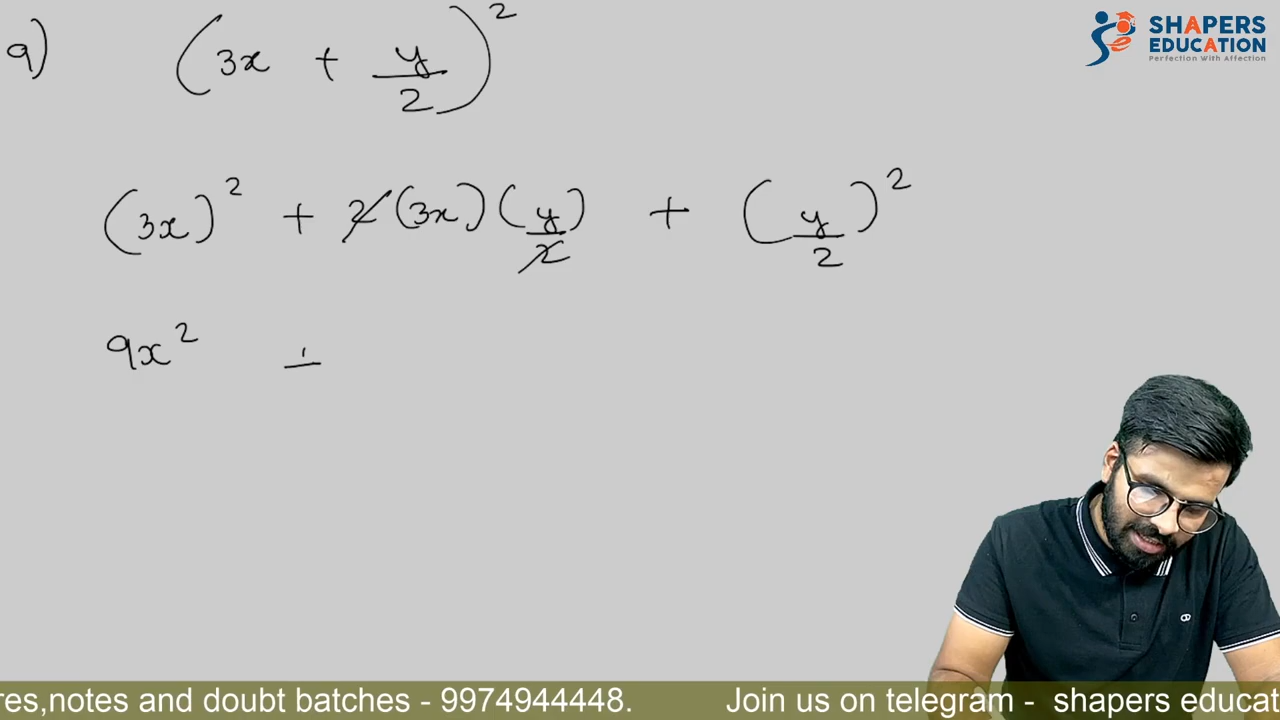 SHAPERS
EDUCATION
Perfection With Affection
9) (3x + y/2)²
(3x)² + 2(3x)(y/2) + (y/2)²
9x² +
res,notes and doubt batches - 9974944448. Join us on telegram - shapers educat